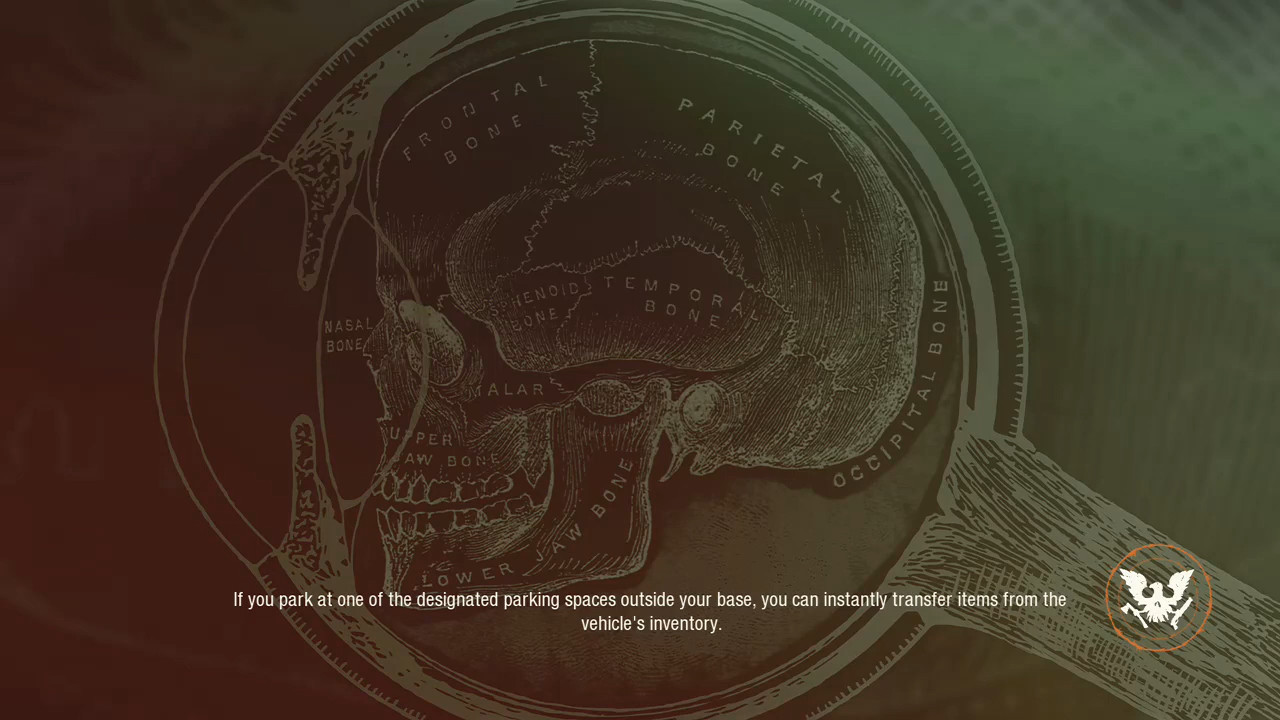 FRONTAL
BONE
PARIETAL
BONE
SPHENOID
BONE
TEMPORAL
BONE
NASAL
BONE
MALAR
UPPER
JAW BONE
OCCIPITAL BONE
LOWER JAW BONE
If you park at one of the designated parking spaces outside your base, you can instantly transfer items from the
vehicle's inventory.